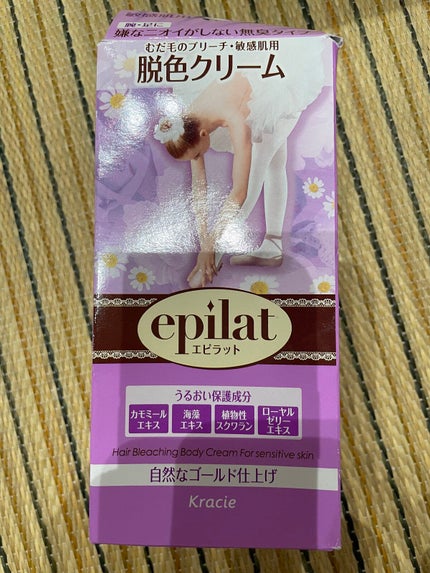 腕・足に
嫌なニオイがしない無臭タイプ
むだ毛のブリーチ・敏感肌用
脱色クリーム
epilat
エピラット
うるおい保護成分
カモミール
エキス
海藻
エキス
植物性
スクワラン
ローヤル
ゼリー
エキス
Hair Bleaching Body Cream For sensitive skin
自然なゴールド仕上げ
Kracie